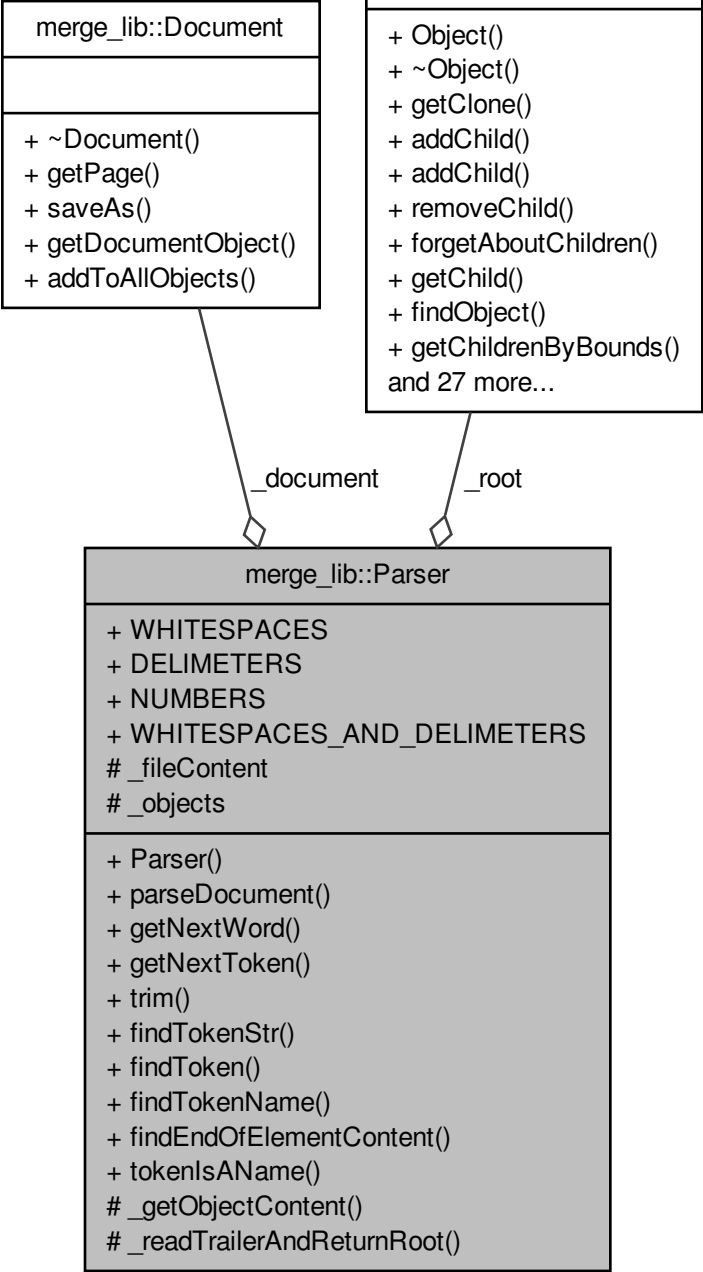 merge_lib::Document
+ ~Document()
+ getPage()
+ saveAs()
+ getDocumentObject()
+ addToAllObjects()
+ Object()
+ ~Object()
+ getClone()
+ addChild()
+ addChild()
+ removeChild()
+ forgetAboutChildren()
+ getChild()
+ findObject()
+ getChildrenByBounds()
and 27 more...
_document
_root
merge_lib::Parser
+ WHITESPACES
+ DELIMETERS
+ NUMBERS
+ WHITESPACES_AND_DELIMETERS
# _fileContent
# _objects
+ Parser()
+ parseDocument()
+ getNextWord()
+ getNextToken()
+ trim()
+ findTokenStr()
+ findToken()
+ findTokenName()
+ findEndOfElementContent()
+ tokenIsAName()
# _getObjectContent()
# _readTrailerAndReturnRoot()